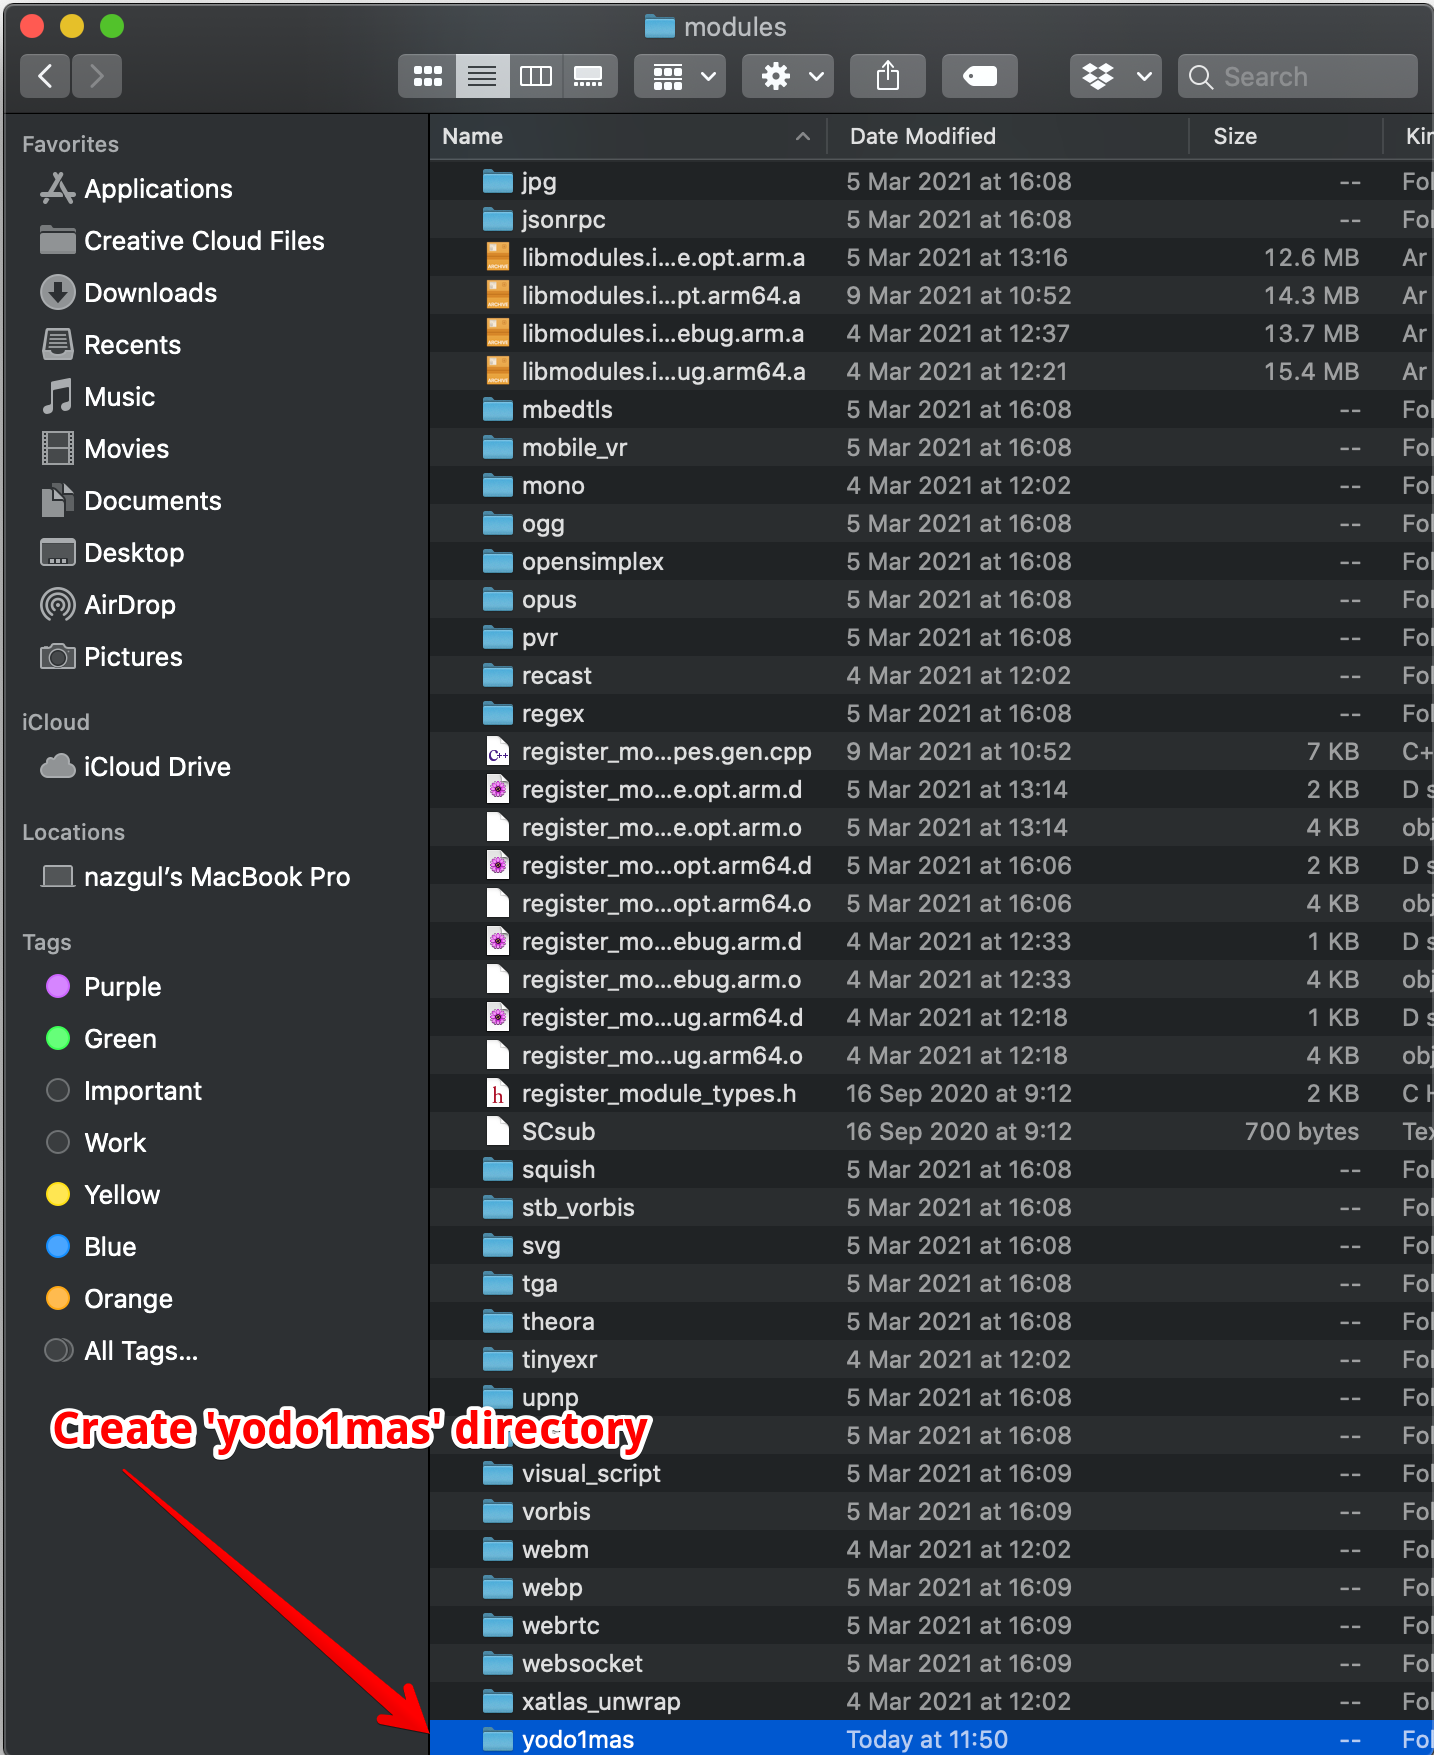 modules
Search
Name Date Modified Size Kin
Favorites
Applications
Creative Cloud Files
Downloads
Recents
Music
Movies
Documents
Desktop
AirDrop
Pictures
iCloud
iCloud Drive
Locations
nazgul's MacBook Pro
Tags
Purple
Green
Important
Work
Yellow
Blue
Orange
All Tags...
jpg 5 Mar 2021 at 16:08 -- Fol
jsonrpc 5 Mar 2021 at 16:08 -- Fol
libmodules.i...e.opt.arm.a 5 Mar 2021 at 13:16 12.6 MB Ar
libmodules.i...pt.arm64.a 9 Mar 2021 at 10:52 14.3 MB Ar
libmodules.i...ebug.arm.a 4 Mar 2021 at 12:37 13.7 MB Ar
libmodules.i...ug.arm64.a 4 Mar 2021 at 12:21 15.4 MB Ar
mbedtls 5 Mar 2021 at 16:08 -- Fol
mobile_vr 5 Mar 2021 at 16:08 -- Fol
mono 4 Mar 2021 at 12:02 -- Fol
ogg 5 Mar 2021 at 16:08 -- Fol
opensimplex 5 Mar 2021 at 16:08 -- Fol
opus 5 Mar 2021 at 16:08 -- Fol
pvr 5 Mar 2021 at 16:08 -- Fol
recast 4 Mar 2021 at 12:02 -- Fol
regex 5 Mar 2021 at 16:08 -- Fol
register_mo...pes.gen.cpp 9 Mar 2021 at 10:52 7 KB C+
register_mo...e.opt.arm.d 5 Mar 2021 at 13:14 2 KB D s
register_mo...e.opt.arm.o 5 Mar 2021 at 13:14 4 KB obj
register_mo...opt.arm64.d 5 Mar 2021 at 16:06 2 KB D s
register_mo...opt.arm64.o 5 Mar 2021 at 16:06 4 KB obj
register_mo...ebug.arm.d 4 Mar 2021 at 12:33 1 KB D s
register_mo...ebug.arm.o 4 Mar 2021 at 12:33 4 KB obj
register_mo...ug.arm64.d 4 Mar 2021 at 12:18 1 KB D s
register_mo...ug.arm64.o 4 Mar 2021 at 12:18 4 KB obj
register_module_types.h 16 Sep 2020 at 9:12 2 KB C H
SCsub 16 Sep 2020 at 9:12 700 bytes Tex
squish 5 Mar 2021 at 16:08 -- Fol
stb_vorbis 5 Mar 2021 at 16:08 -- Fol
svg 5 Mar 2021 at 16:08 -- Fol
tga 5 Mar 2021 at 16:08 -- Fol
theora 5 Mar 2021 at 16:08 -- Fol
tinyexr 4 Mar 2021 at 12:02 -- Fol
upnp 5 Mar 2021 at 16:08 -- Fol
Create 'yodo1mas' directory
5 Mar 2021 at 16:08 -- Fol
visual_script 5 Mar 2021 at 16:09 -- Fol
vorbis 5 Mar 2021 at 16:09 -- Fol
webm 4 Mar 2021 at 12:02 -- Fol
webp 5 Mar 2021 at 16:09 -- Fol
webrtc 5 Mar 2021 at 16:09 -- Fol
websocket 5 Mar 2021 at 16:09 -- Fol
xatlas_unwrap 4 Mar 2021 at 12:02 -- Fol
yodo1mas Today at 11:50 -- Fol